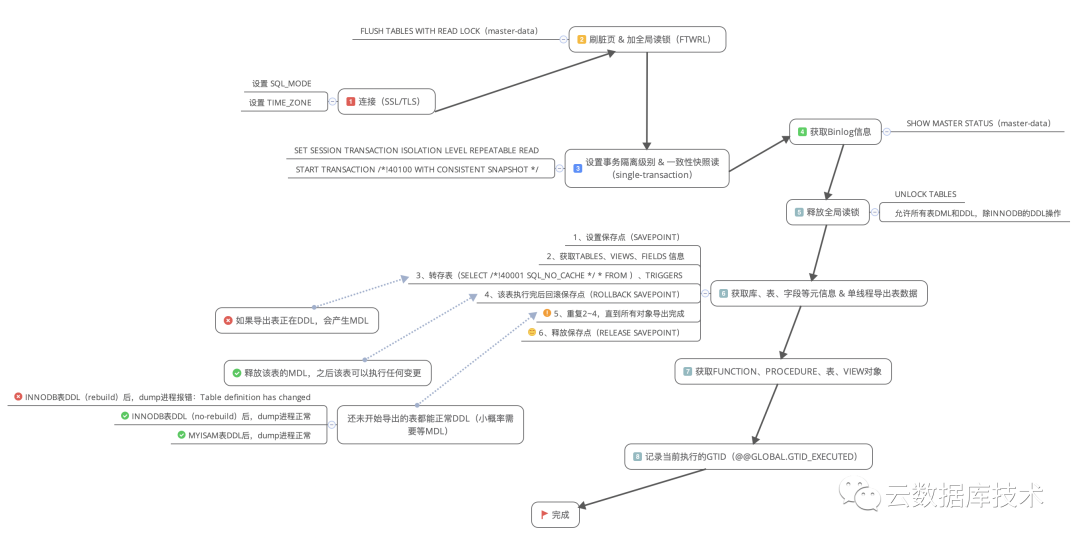 FLUSH TABLES WITH READ LOCK（master-data）
2 刷脏页 & 加全局读锁（FTWRL）
设置 SQL_MODE
设置 TIME_ZONE
1 连接（SSL/TLS）
SET SESSION TRANSACTION ISOLATION LEVEL REPEATABLE READ
START TRANSACTION /*!40100 WITH CONSISTENT SNAPSHOT */
3 设置事务隔离级别 & 一致性快照读
（single-transaction）
4 获取Binlog信息
SHOW MASTER STATUS（master-data）
5 释放全局读锁
UNLOCK TABLES
允许所有表DML和DDL，除INNODB的DDL操作
1、设置保存点（SAVEPOINT）
2、获取TABLES、VIEWS、FIELDS 信息
3、转存表（SELECT /*!40001 SQL_NO_CACHE */ * FROM ）、TRIGGERS
4、该表执行完后回滚保存点（ROLLBACK SAVEPOINT）
5、重复2~4，直到所有对象导出完成
6、释放保存点（RELEASE SAVEPOINT）
6 获取库、表、字段等元信息 & 单线程导出表数据
如果导出表正在DDL，会产生MDL
释放该表的MDL，之后该表可以执行任何变更
7 获取FUNCTION、PROCEDURE、表、VIEW对象
INNODB表DDL（rebuild）后，dump进程报错：Table definition has changed
INNODB表DDL（no-rebuild）后，dump进程正常
MYISAM表DDL后，dump进程正常
还未开始导出的表都能正常DDL（小概率需
要等MDL）
8 记录当前执行的GTID（@@GLOBAL.GTID_EXECUTED）
完成
云数据库技术